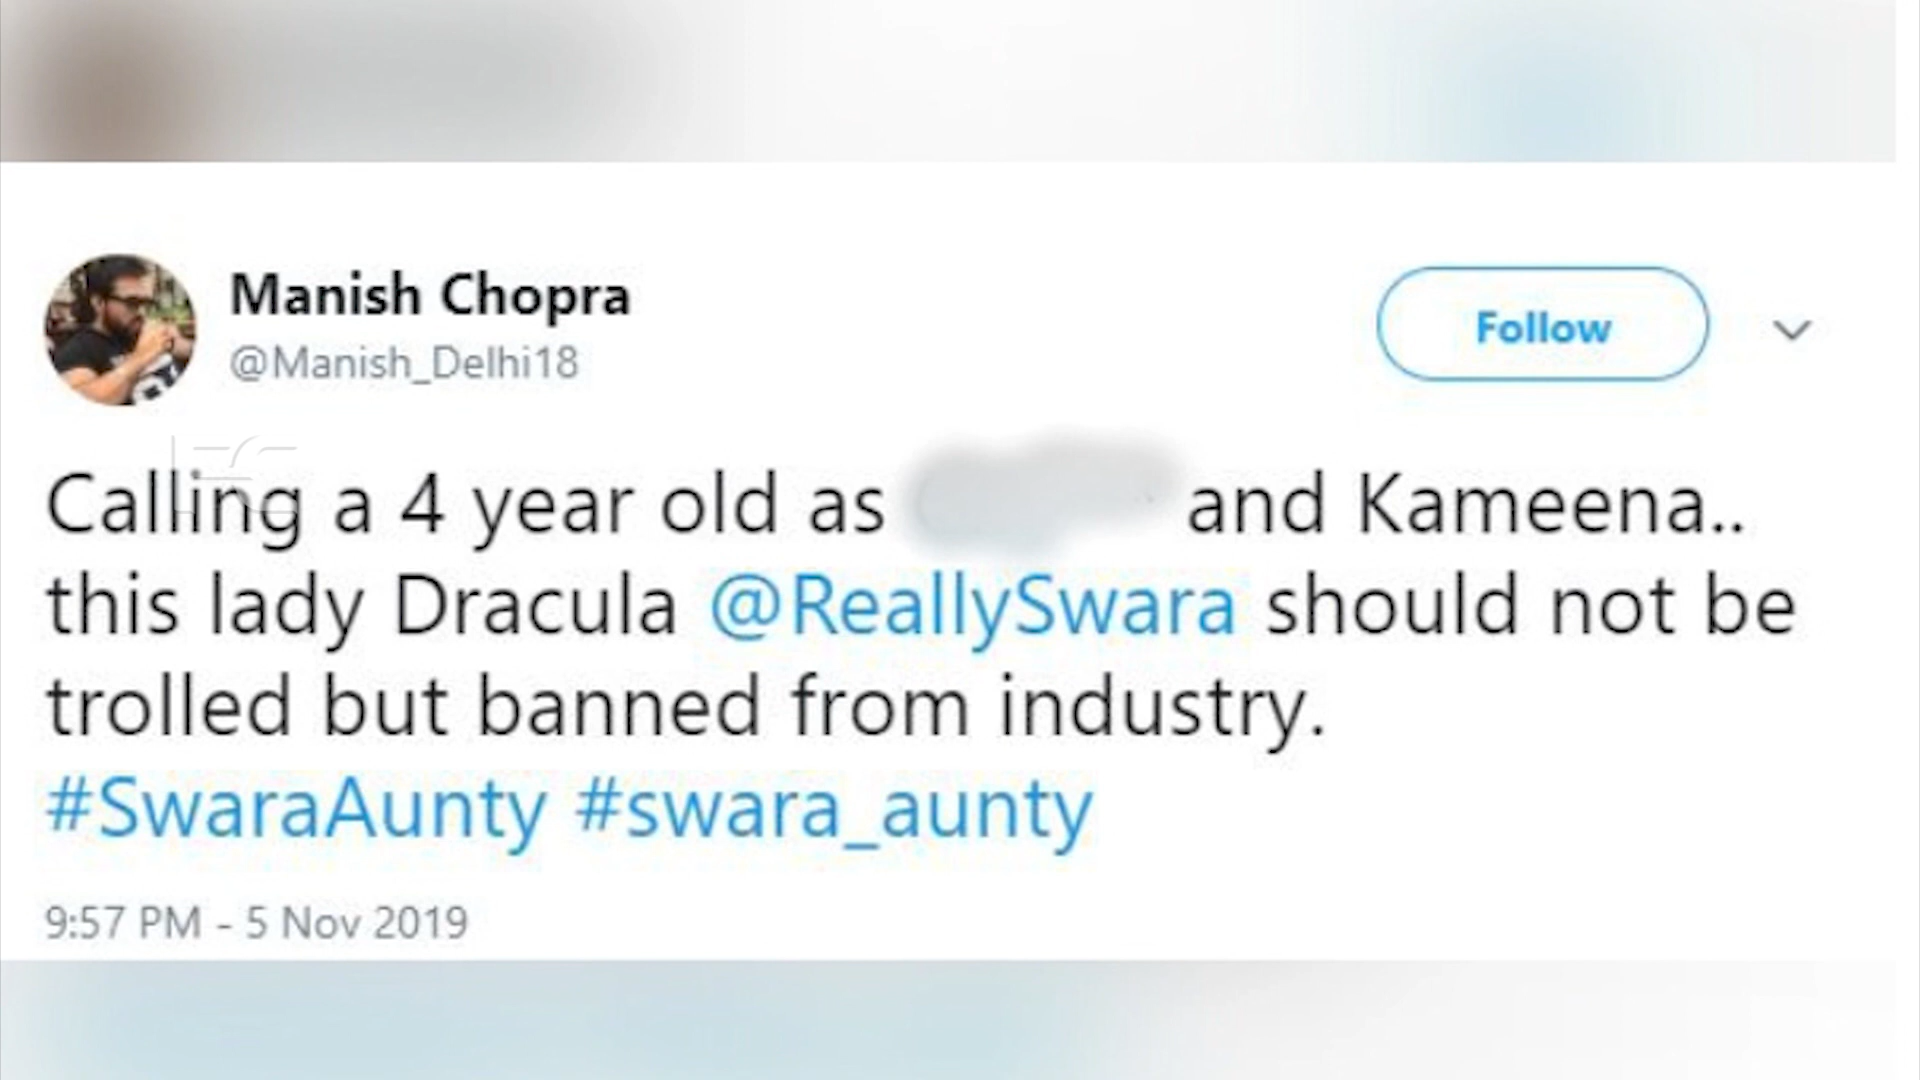 Manish Chopra
@Manish_Delhi18
Follow
Calling a 4 year old as and Kameena..
this lady Dracula @ReallySwara should not be
trolled but banned from industry.
#SwaraAunty #swara_aunty
9:57 PM - 5 Nov 2019